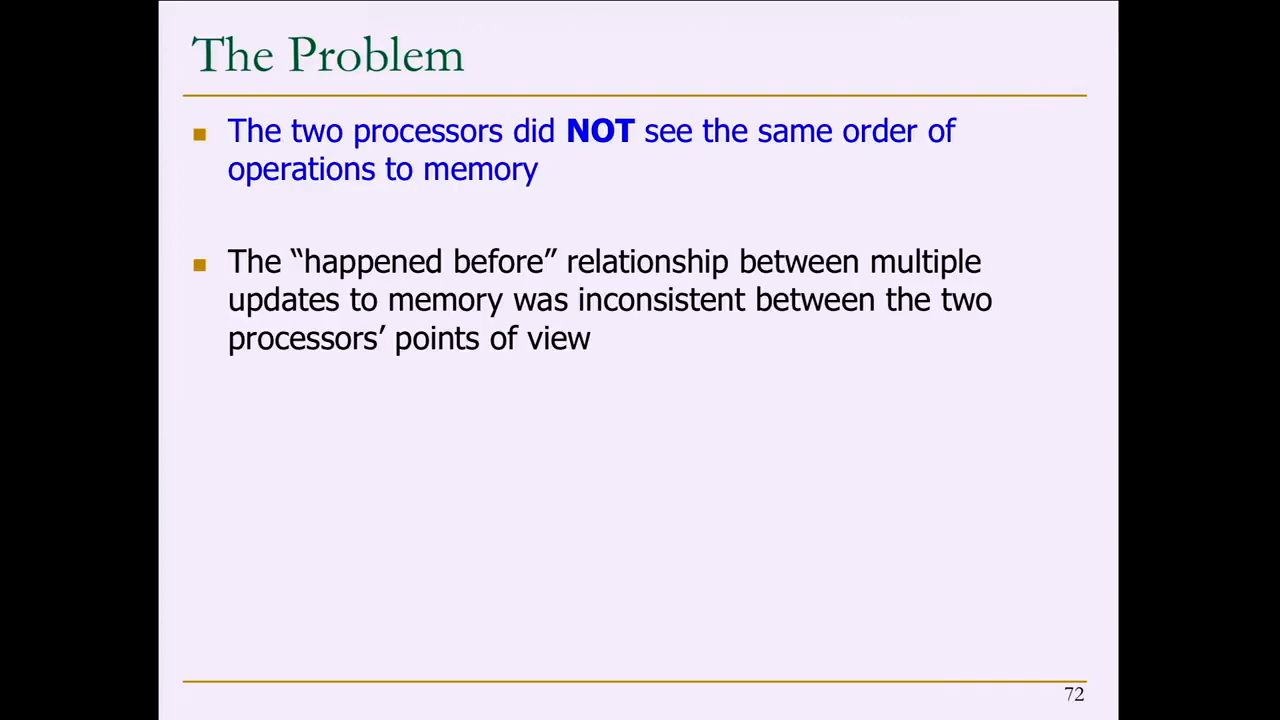 The Problem
The two processors did NOT see the same order of
operations to memory
The “happened before” relationship between multiple
updates to memory was inconsistent between the two
processors’ points of view
72